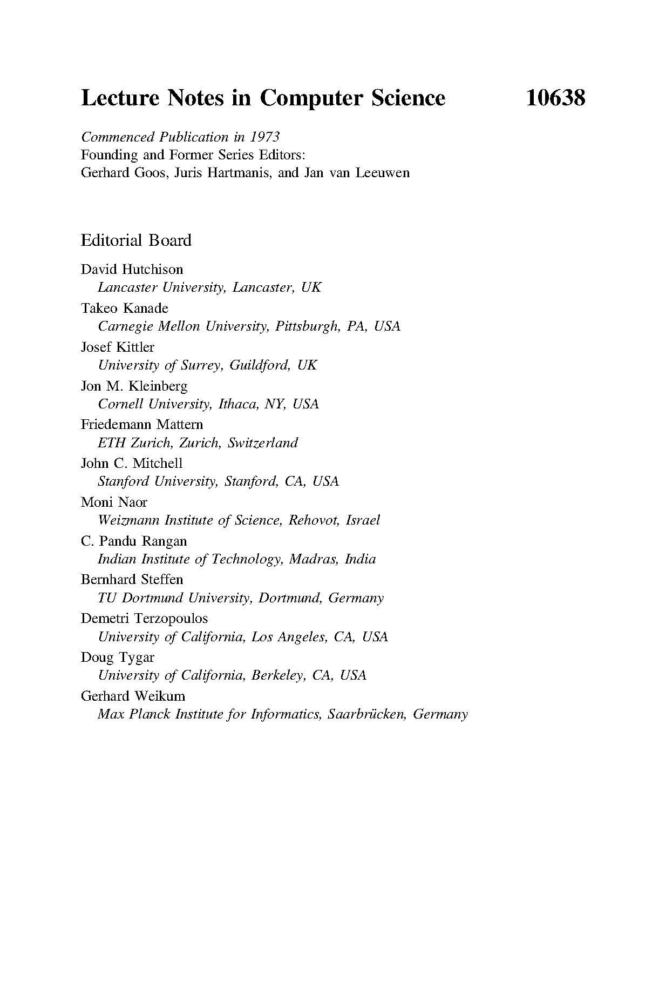 Lecture Notes in Computer Science 10638
Commenced Publication in 1973
Founding and Former Series Editors:
Gerhard Goos, Juris Hartmanis, and Jan van Leeuwen
Editorial Board
David Hutchison
Lancaster University, Lancaster, UK
Takeo Kanade
Carnegie Mellon University, Pittsburgh, PA, USA
Josef Kittler
University of Surrey, Guildford, UK
Jon M. Kleinberg
Cornell University, Ithaca, NY, USA
Friedemann Mattern
ETH Zurich, Zurich, Switzerland
John C. Mitchell
Stanford University, Stanford, CA, USA
Moni Naor
Weizmann Institute of Science, Rehovot, Israel
C. Pandu Rangan
Indian Institute of Technology, Madras, India
Bernhard Steffen
TU Dortmund University, Dortmund, Germany
Demetri Terzopoulos
University of California, Los Angeles, CA, USA
Doug Tygar
University of California, Berkeley, CA, USA
Gerhard Weikum
Max Planck Institute for Informatics, Saarbrücken, Germany